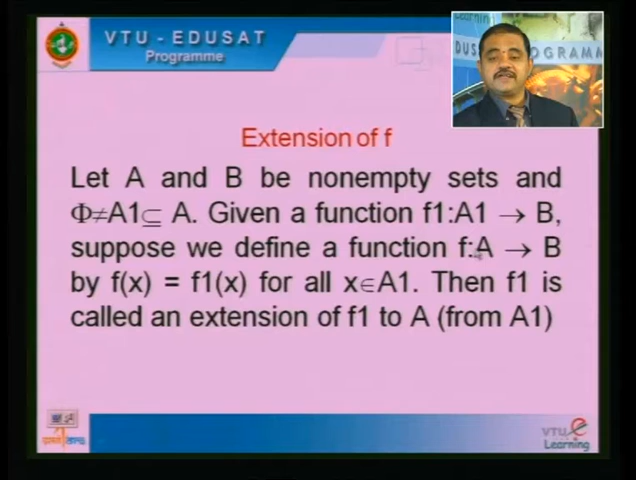 VTU - EDUSAT
Programme
Extension of f
Let A and B be nonempty sets and
Φ≠A1⊆ A. Given a function f1:A1 → B,
suppose we define a function f:A → B
by f(x) = f1(x) for all x∈A1. Then f1 is
called an extension of f1 to A (from A1)
VTU e
Learning